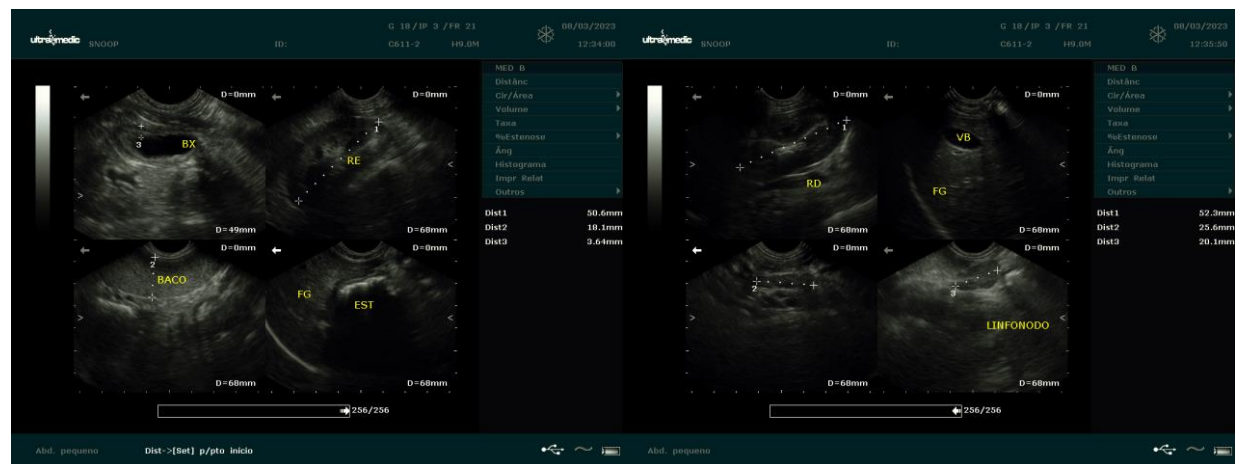 G 18/IP 3 /FR 21
08/03/2023
ultramedic SNOOP ID: C611-2 H9.0M 12:34:00
MED B
Distânc
Cir/Área
Volume
Taxa
%Estenose
Âng
Histograma
Impr Relat
Outros
Dist1 50.6mm
Dist2 18.1mm
Dist3 3.64mm
D=0mm
3
BX
D=49mm
D=0mm
1
RE
D=68mm
D=0mm
2
BACO
D=68mm
D=0mm
FG
EST
D=68mm
256/256
Abd. pequeno Dist->[Set] p/pto início
G 18/IP 3 /FR 21
08/03/2023
ultramedic SNOOP ID: C611-2 H9.0M 12:35:50
MED B
Distânc
Cir/Área
Volume
Taxa
%Estenose
Âng
Histograma
Impr Relat
Outros
Dist1 52.3mm
Dist2 25.6mm
Dist3 20.1mm
D=0mm
1
RD
D=68mm
D=0mm
VB
FG
D=68mm
D=0mm
2
D=68mm
D=0mm
3
LINFONODO
D=68mm
256/256
Abd. pequeno